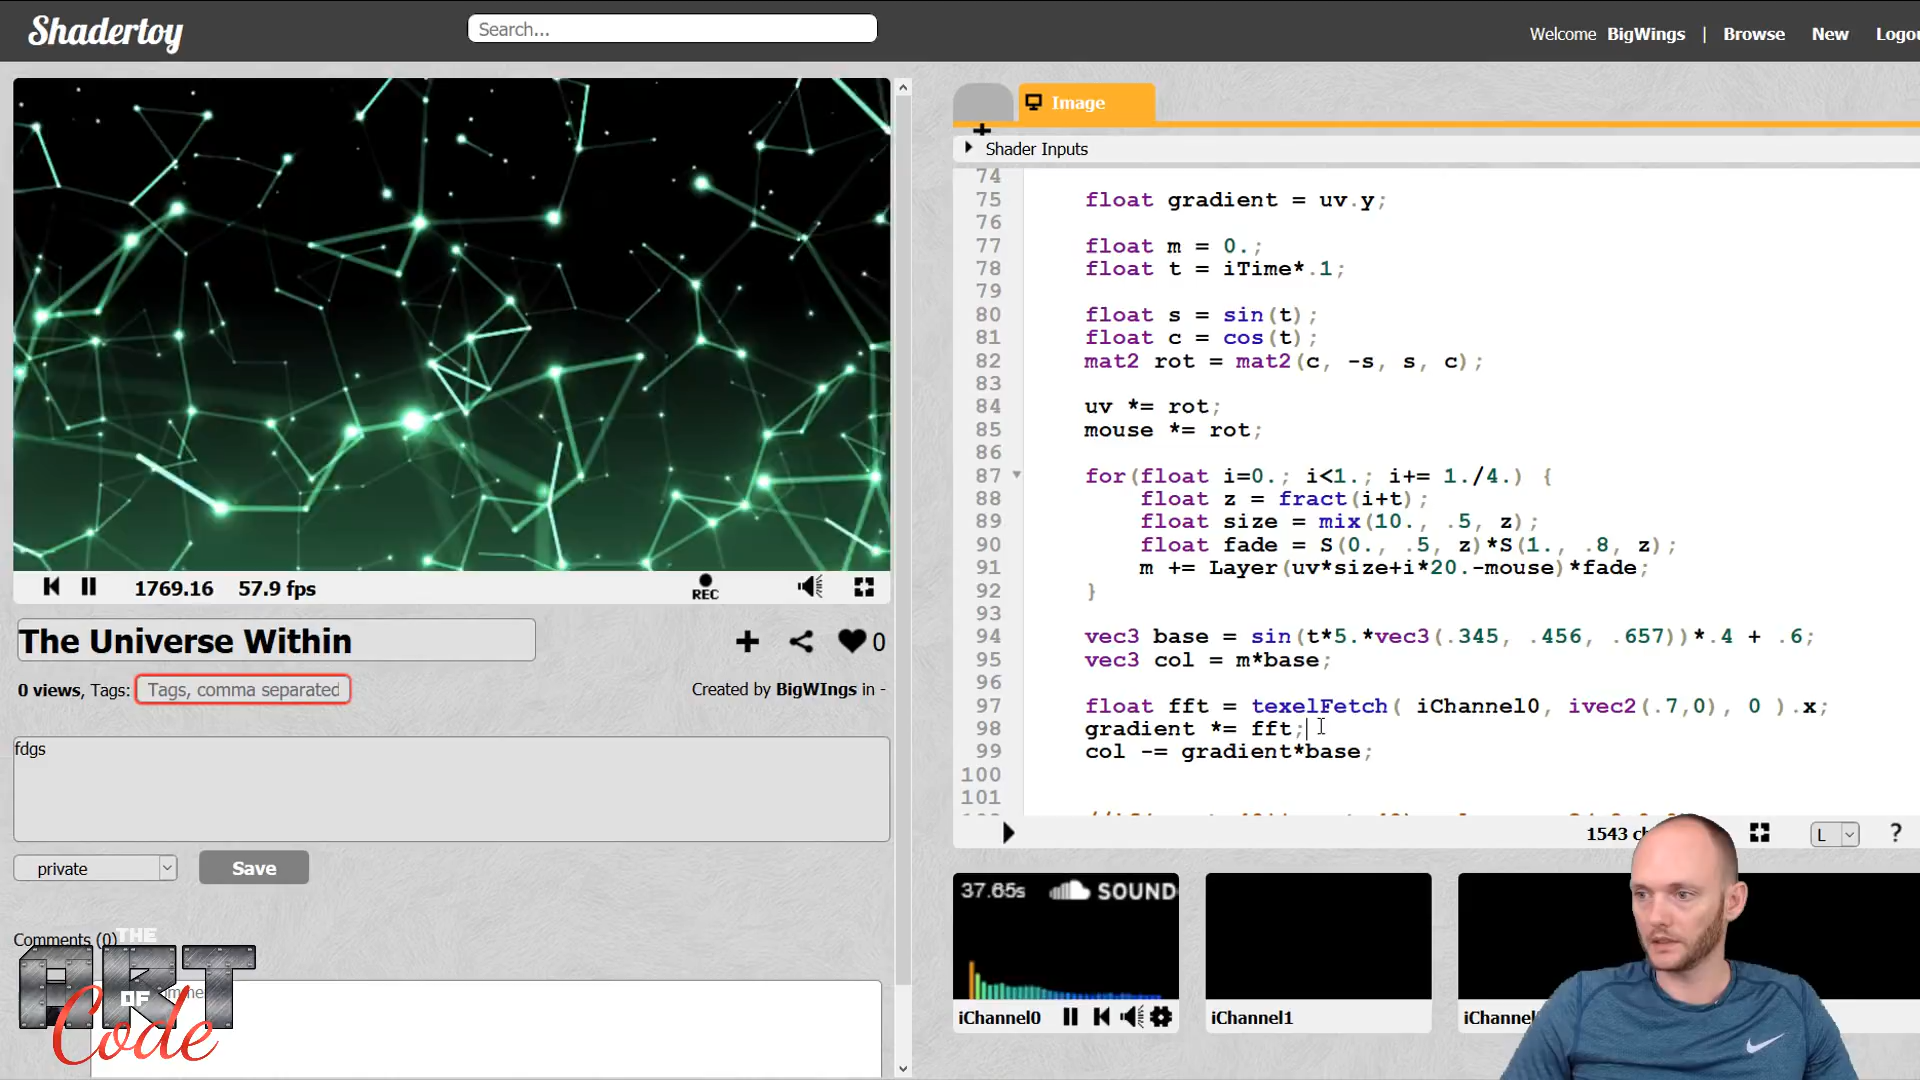 Shadertoy
Search...
Welcome BigWings | Browse New
Image
Shader Inputs
74
75 float gradient = uv.y;
76
77 float m = 0.;
78 float t = iTime*.1;
79
80 float s = sin(t);
81 float c = cos(t);
82 mat2 rot = mat2(c, -s, s, c);
83
84 uv *= rot;
85 mouse *= rot;
86
87 for(float i=0.; i<1.; i+= 1./4.) {
88 float z = fract(i+t);
89 float size = mix(10., .5, z);
90 float fade = S(0., .5, z)*S(1., .8, z);
91 m += Layer(uv*size+i*20.-mouse)*fade;
92 }
93
94 vec3 base = sin(t*5.*vec3(.345, .456, .657))*.4 + .6;
95 vec3 col = m*base;
96
97 float fft = texelFetch( iChannel0, ivec2(.7,0), 0 ).x;
98 gradient *= fft;
99 col -= gradient*base;
100
101
1543
L
?
1769.16 57.9 fps
REC
The Universe Within
0
0 views, Tags: Tags, comma separated
Created by BigWIngs in -
fdgs
private
Save
Comments (0)
THE
ART
OF
Code
37.65s SOUND
iChannel0
iChannel1